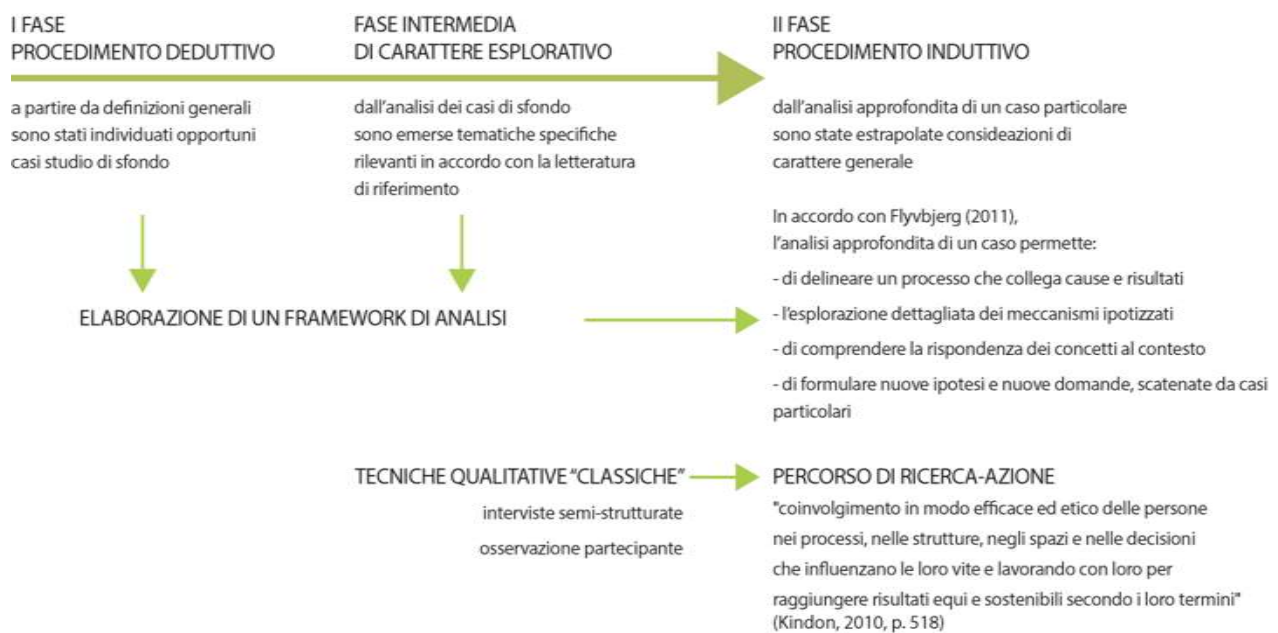 I FASE
PROCEDIMENTO DEDUTTIVO
a partire da definizioni generali
sono stati individuati opportuni
casi studio di sfondo
FASE INTERMEDIA
DI CARATTERE ESPLORATIVO
dall'analisi dei casi di sfondo
sono emerse tematiche specifiche
rilevanti in accordo con la letteratura
di riferimento
II FASE
PROCEDIMENTO INDUTTIVO
dall'analisi approfondita di un caso particolare
sono state estrapolate consideazioni di
carattere generale
In accordo con Flyvbjerg (2011),
l'analisi approfondita di un caso permette:
- di delineare un processo che collega cause e risultati
- l'esplorazione dettagliata dei meccanismi ipotizzati
- di comprendere la rispondenza dei concetti al contesto
- di formulare nuove ipotesi e nuove domande, scatenate da casi
particolari
ELABORAZIONE DI UN FRAMEWORK DI ANALISI
TECNICHE QUALITATIVE "CLASSICHE"
interviste semi-strutturate
osservazione partecipante
PERCORSO DI RICERCA-AZIONE
"coinvolgimento in modo efficace ed etico delle persone
nei processi, nelle strutture, negli spazi e nelle decisioni
che influenzano le loro vite e lavorando con loro per
raggiungere risultati equi e sostenibili secondo i loro termini"
(Kindon, 2010, p. 518)